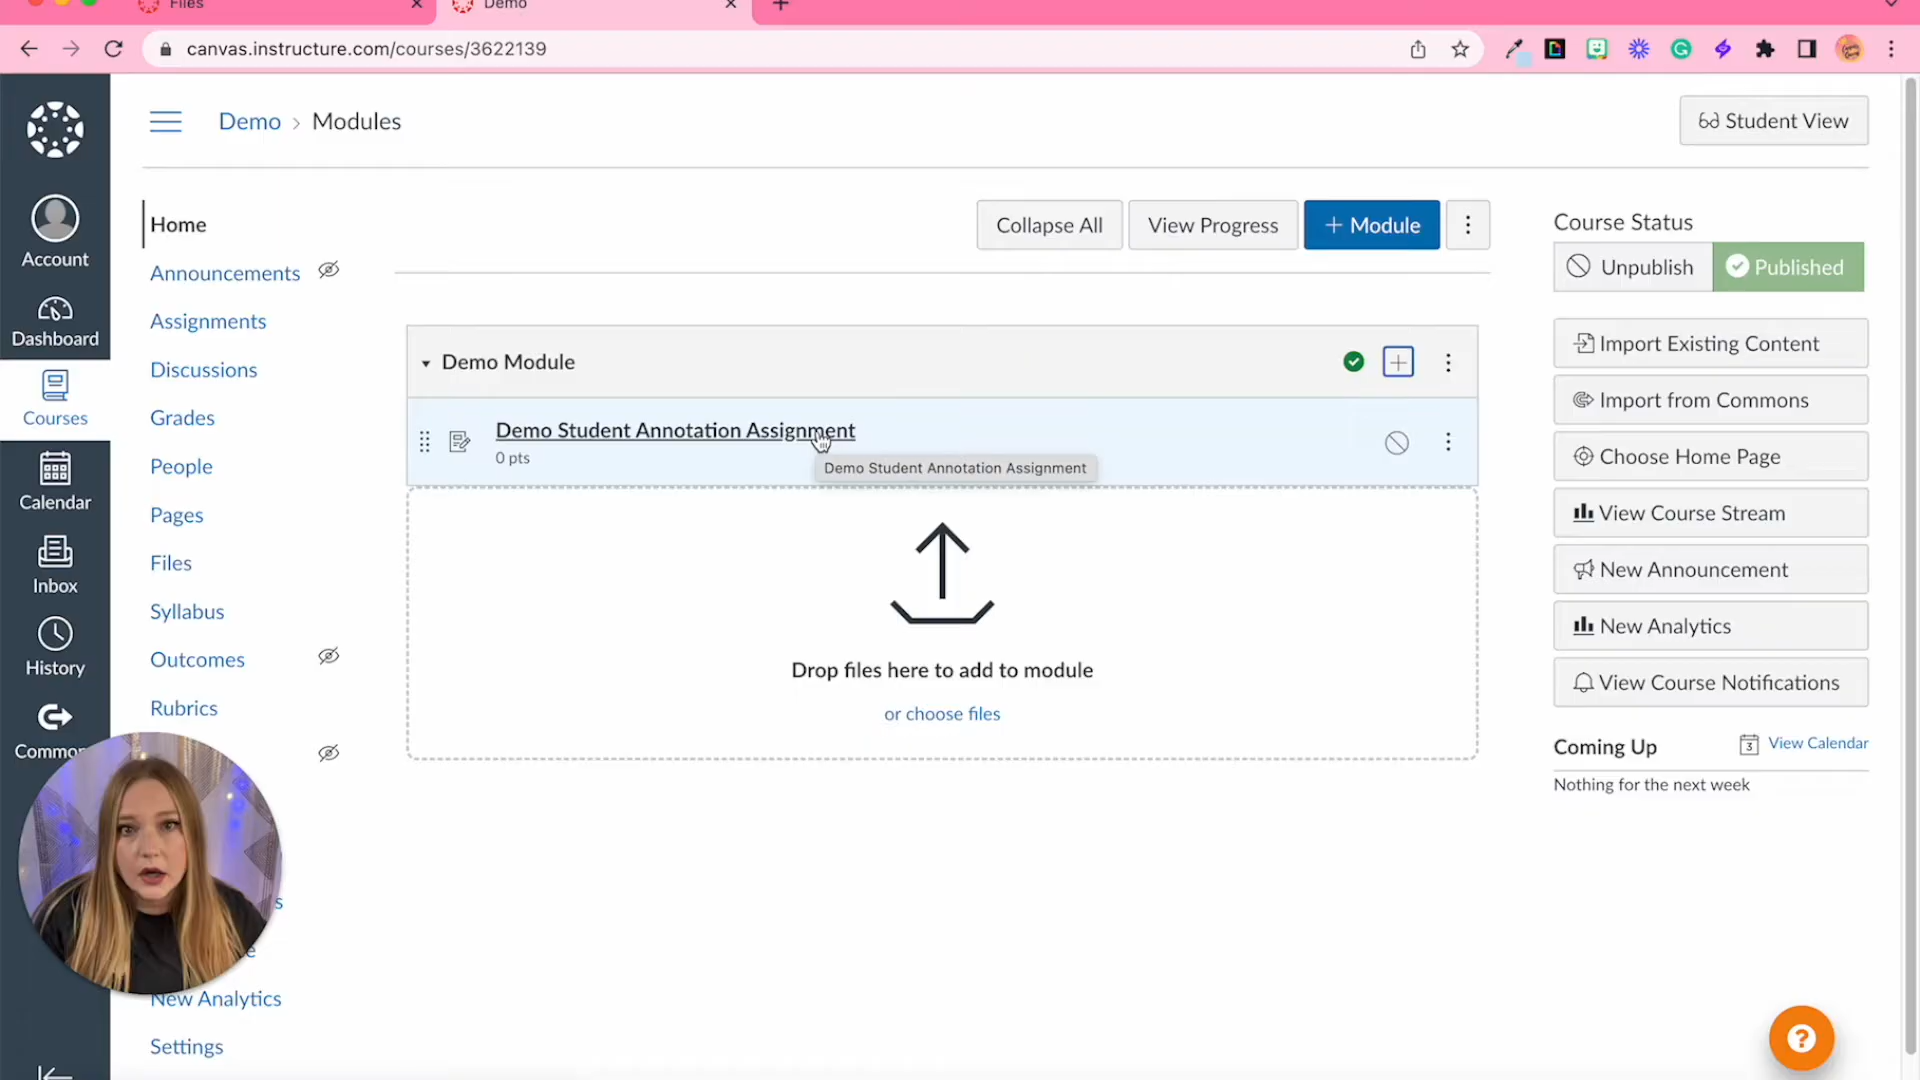 Files
Demo
canvas.instructure.com/courses/3622139
Demo › Modules
Student View
Account
Dashboard
Courses
Calendar
Inbox
History
Home
Announcements
Assignments
Discussions
Grades
People
Pages
Files
Syllabus
Outcomes
Rubrics
New Analytics
Settings
Collapse All
View Progress
+ Module
Demo Module
Demo Student Annotation Assignment
0 pts
Demo Student Annotation Assignment
Drop files here to add to module
or choose files
Course Status
Unpublish
Published
Import Existing Content
Import from Commons
Choose Home Page
View Course Stream
New Announcement
New Analytics
View Course Notifications
Coming Up
3
View Calendar
Nothing for the next week
?